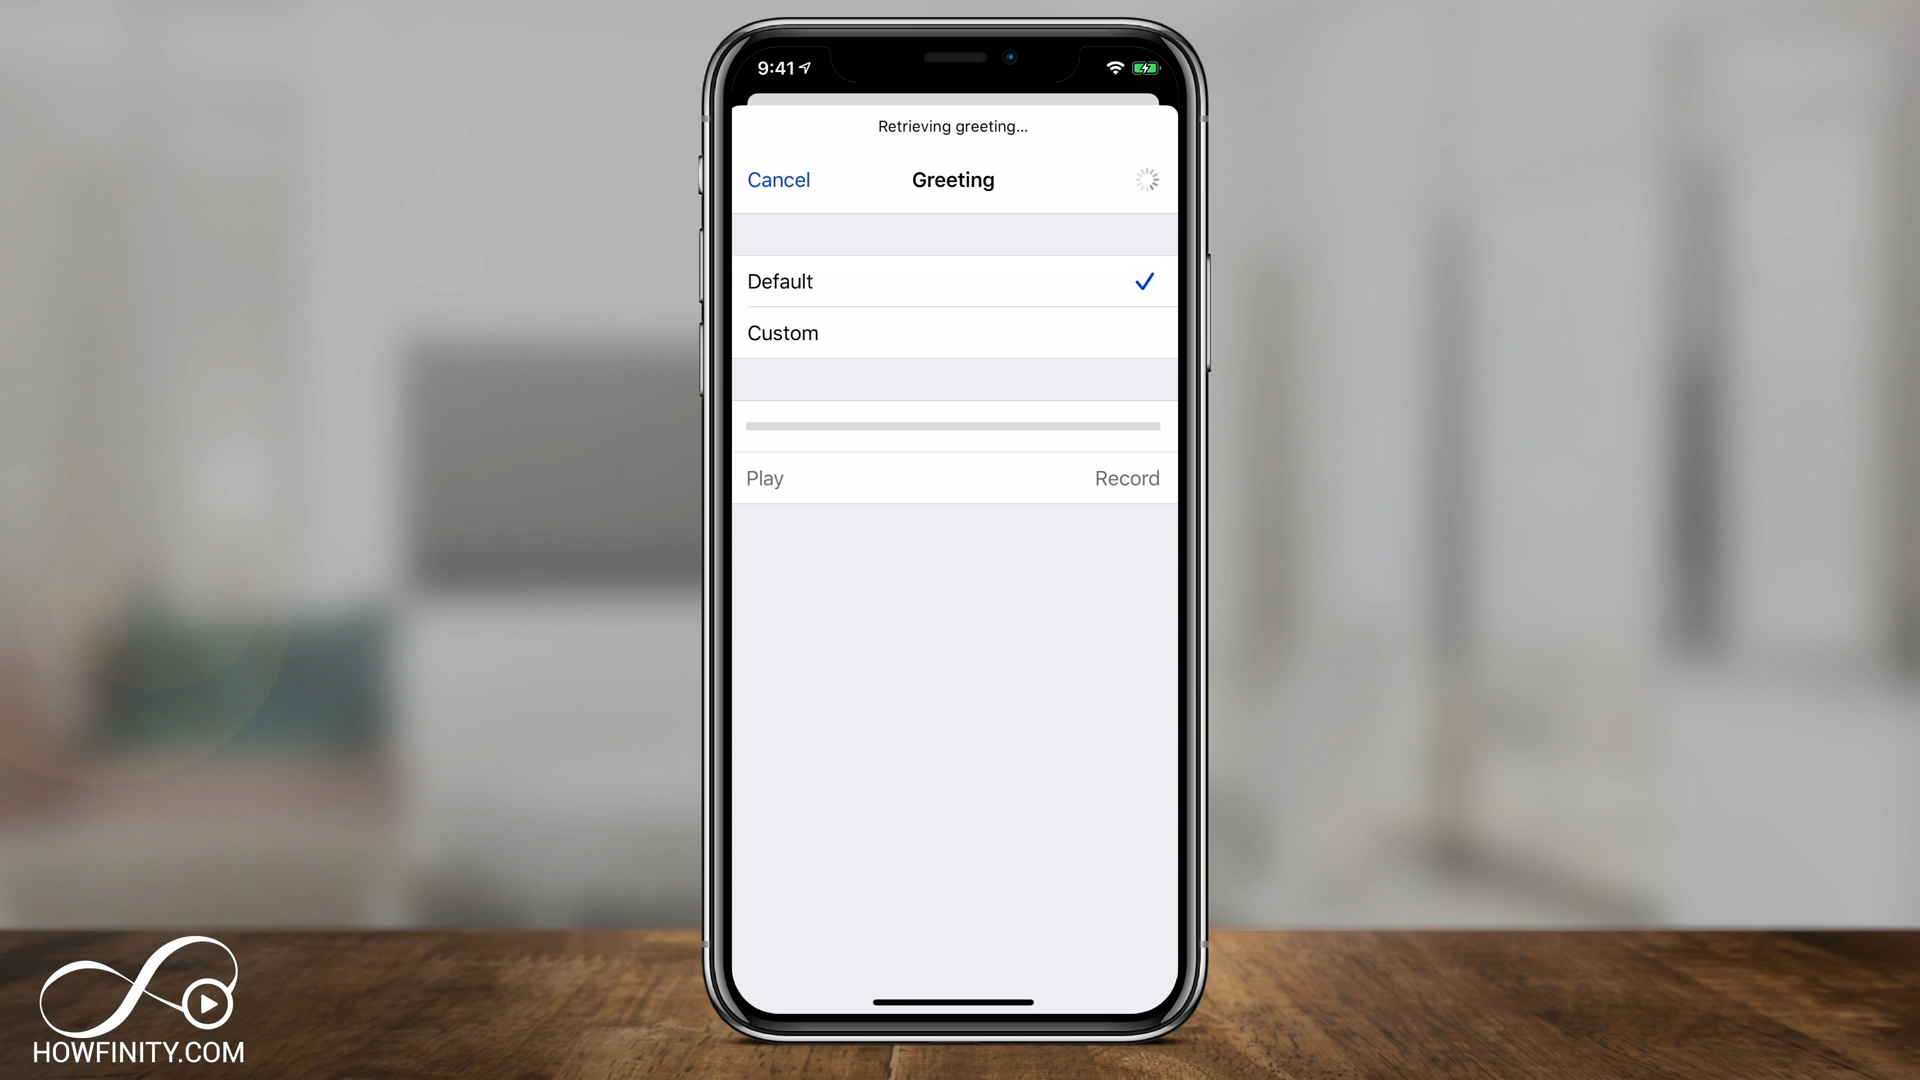 9:41
Retrieving greeting...
Cancel Greeting
Default
Custom
Play Record
HOWFINITY.COM